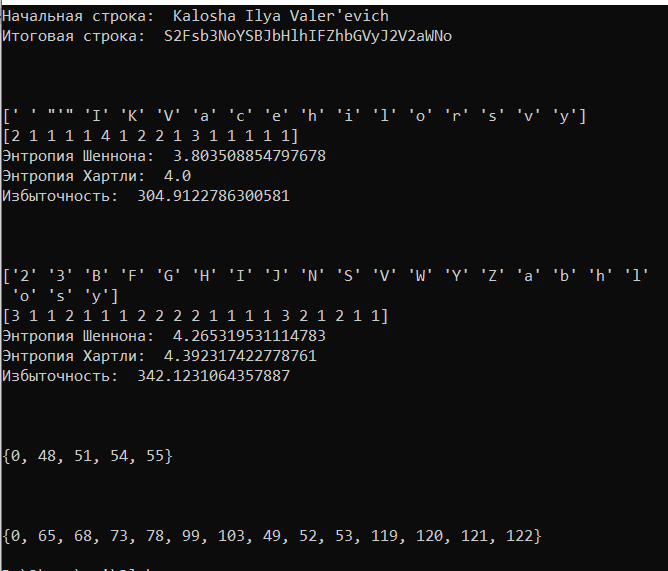 Начальная строка:  Kalosha Ilya Valer'evich
Итоговая строка:  S2Fsb3NoYSBJbHlhIFZhbGVyJ2V2aWNo
[' ' "'" 'I' 'K' 'V' 'a' 'c' 'e' 'h' 'i' 'l' 'o' 'r' 's' 'v' 'y']
[2 1 1 1 1 4 1 2 2 1 3 1 1 1 1 1]
Энтропия Шеннона:  3.803508854797678
Энтропия Хартли:  4.0
Избыточность:  304.9122786300581
['2' '3' 'B' 'F' 'G' 'H' 'I' 'J' 'N' 'S' 'V' 'W' 'Y' 'Z' 'a' 'b' 'h' 'l'
 'o' 's' 'y']
[3 1 1 2 1 1 1 2 2 2 2 1 1 1 1 3 2 1 2 1 1]
Энтропия Шеннона:  4.265319531114783
Энтропия Хартли:  4.392317422778761
Избыточность:  342.1231064357887
{0, 48, 51, 54, 55}
{0, 65, 68, 73, 78, 99, 103, 49, 52, 53, 119, 120, 121, 122}